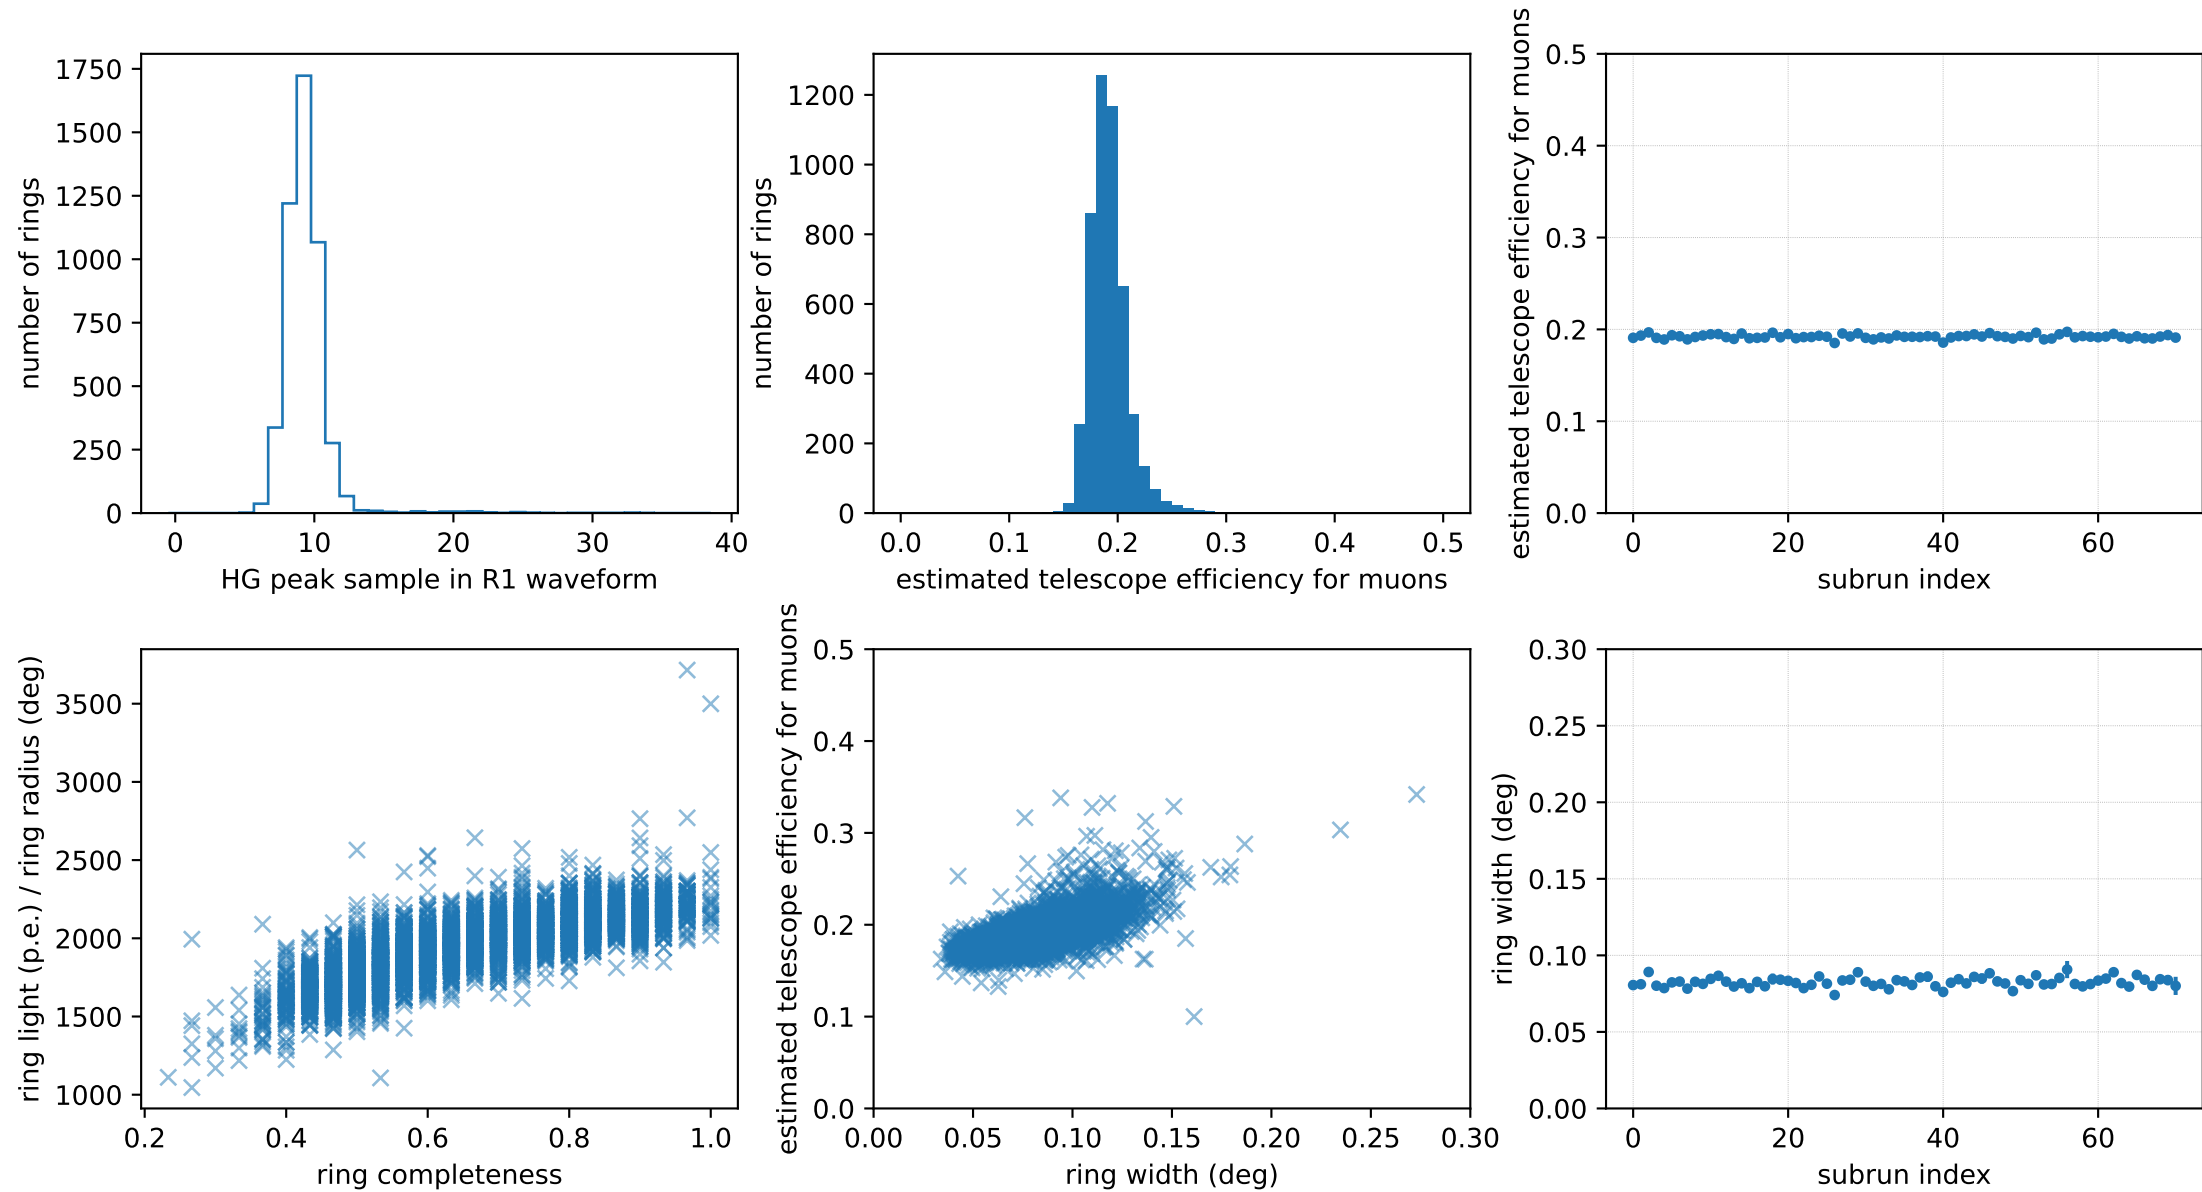 number of rings
1750
1500
1250
1000
750
500
250
0
0 10 20 30 40
HG peak sample in R1 waveform
number of rings
1200
1000
800
600
400
200
0
0.0 0.1 0.2 0.3 0.4 0.5
estimated telescope efficiency for muons
estimated telescope efficiency for muons
0.5
0.4
0.3
0.2
0.1
0.0
0 20 40 60
subrun index
ring light (p.e.) / ring radius (deg)
3500
3000
2500
2000
1500
1000
0.2 0.4 0.6 0.8 1.0
ring completeness
estimated telescope efficiency for muons
0.5
0.4
0.3
0.2
0.1
0.0
0.00 0.05 0.10 0.15 0.20 0.25 0.30
ring width (deg)
ring width (deg)
0.30
0.25
0.20
0.15
0.10
0.05
0.00
0 20 40 60
subrun index